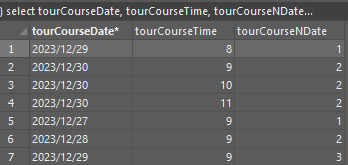 ) select tourCourseDate, tourCourseTime, tourCourseNDate...
tourCourseDate* tourCourseTime tourCourseNDate
1 2023/12/29 8 1
2 2023/12/30 9 2
3 2023/12/30 10 2
4 2023/12/30 11 2
5 2023/12/27 9 1
6 2023/12/28 9 2
7 2023/12/29 9 3